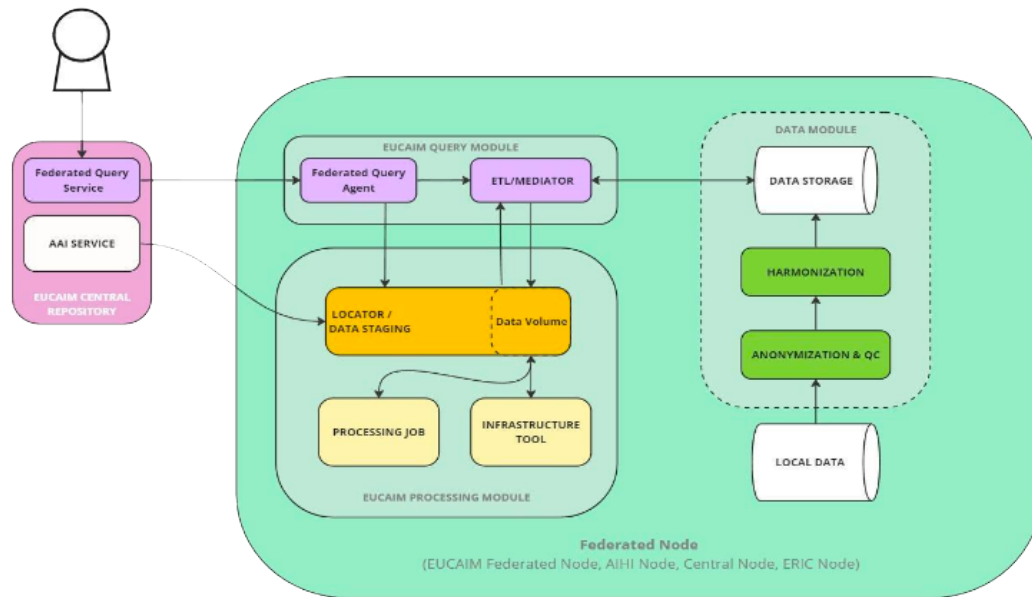 Federated Query
Service
AAI SERVICE
EUCAIM CENTRAL
REPOSITORY
EUCAIM QUERY MODULE
Federated Query
Agent
ETL/MEDIATOR
LOCATOR /
DATA STAGING
Data Volume
PROCESSING JOB
INFRASTRUCTURE
TOOL
EUCAIM PROCESSING MODULE
DATA MODULE
DATA STORAGE
HARMONIZATION
ANONYMIZATION & QC
LOCAL DATA
Federated Node
(EUCAIM Federated Node, AIHI Node, Central Node, ERIC Node)